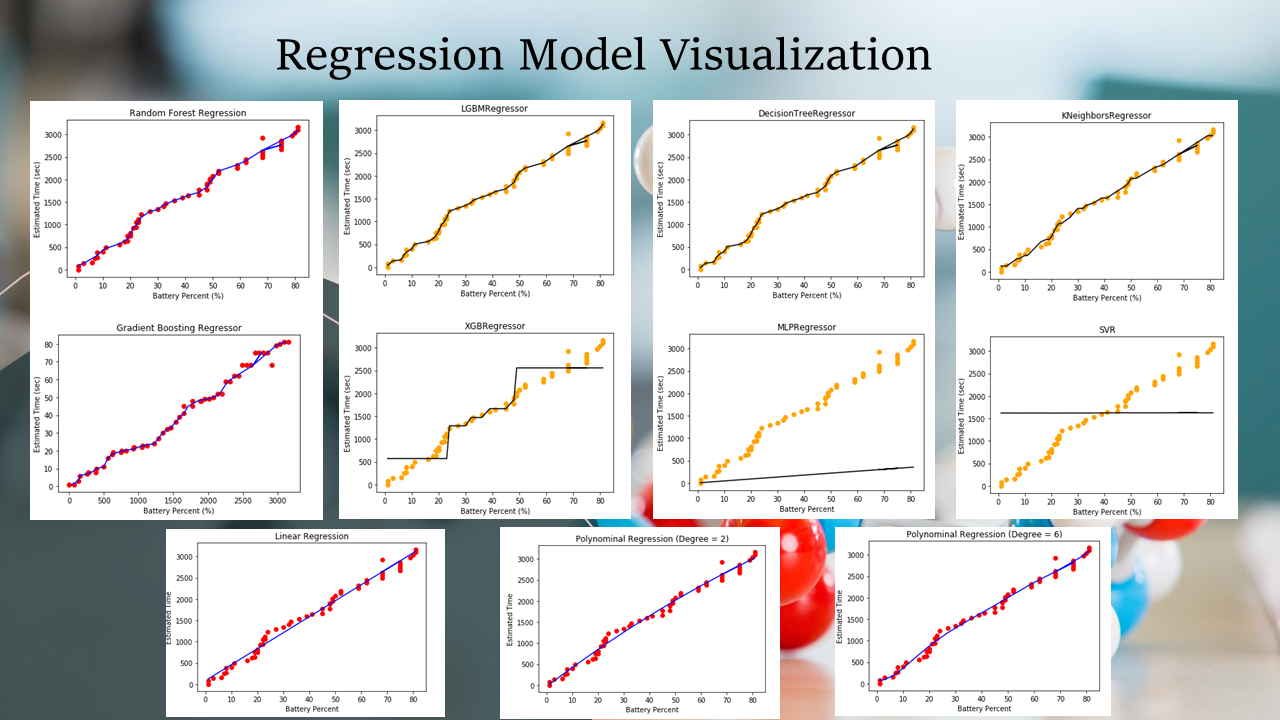 Regression Model Visualization
Random Forest Regression
Estimated Time (sec)
3000
2500
2000
1500
1000
500
0
0 10 20 30 40 50 60 70 80
Battery Percent (%)
LGBMRegressor
Estimated Time (sec)
3000
2500
2000
1500
1000
500
0
0 10 20 30 40 50 60 70 80
Battery Percent (%)
DecisionTreeRegressor
Estimated Time (sec)
3000
2500
2000
1500
1000
500
0
0 10 20 30 40 50 60 70 80
Battery Percent (%)
KNeighborsRegressor
Estimated Time (sec)
3000
2500
2000
1500
1000
500
0
0 10 20 30 40 50 60 70 80
Battery Percent (%)
Gradient Boosting Regressor
Estimated Time (sec)
80
70
60
50
40
30
20
10
0
0 500 1000 1500 2000 2500 3000
Battery Percent (%)
XGBRegressor
Estimated Time (sec)
3000
2500
2000
1500
1000
500
0
0 10 20 30 40 50 60 70 80
Battery Percent (%)
MLPRegressor
Estimated Time (sec)
3000
2500
2000
1500
1000
500
0
0 10 20 30 40 50 60 70 80
Battery Percent
SVR
Estimated Time (sec)
3000
2500
2000
1500
1000
500
0
0 10 20 30 40 50 60 70 80
Battery Percent (%)
Linear Regression
Estimated Time
3000
2500
2000
1500
1000
500
0
0 10 20 30 40 50 60 70 80
Battery Percent
Polynominal Regression (Degree = 2)
Estimated Time
3000
2500
2000
1500
1000
500
0
0 10 20 30 40 50 60 70 80
Battery Percent
Polynominal Regression (Degree = 6)
Estimated Time
3000
2500
2000
1500
1000
500
0
0 10 20 30 40 50 60 70 80
Battery Percent